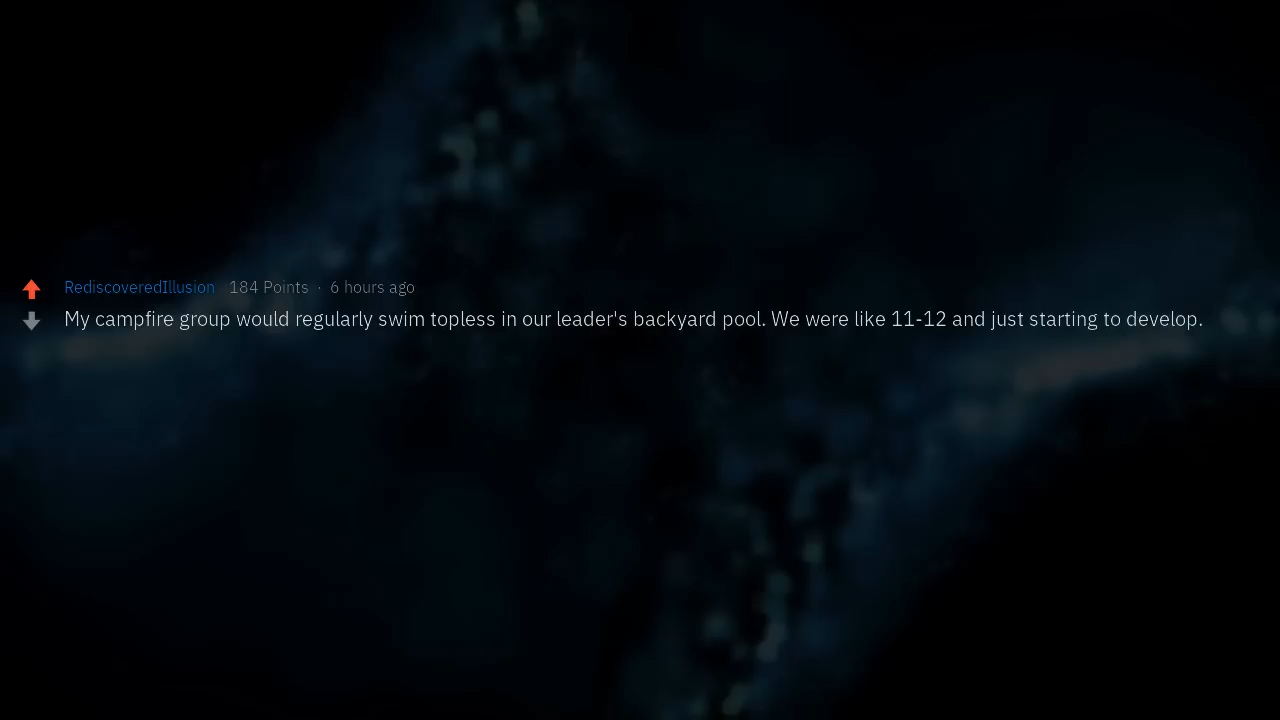 RediscoveredIllusion 184 Points · 6 hours ago
My campfire group would regularly swim topless in our leader's backyard pool. We were like 11-12 and just starting to develop.